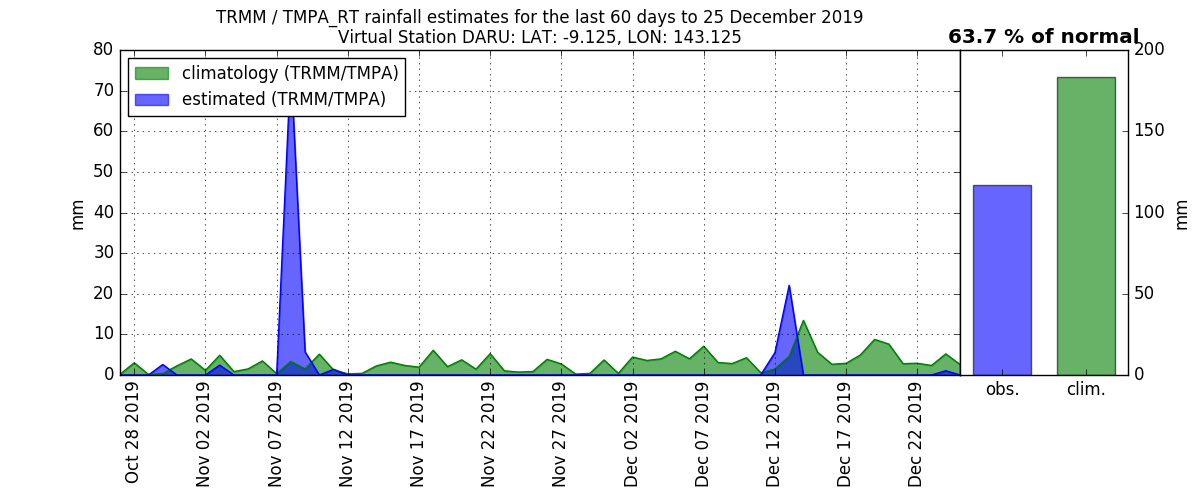 TRMM / TMPA_RT rainfall estimates for the last 60 days to 25 December 2019
Virtual Station DARU: LAT: -9.125, LON: 143.125
63.7 % of normal
climatology (TRMM/TMPA)
estimated (TRMM/TMPA)
80
70
60
50
40
30
20
10
0
mm
200
150
100
50
0
mm
Oct 28 2019
Nov 02 2019
Nov 07 2019
Nov 12 2019
Nov 17 2019
Nov 22 2019
Nov 27 2019
Dec 02 2019
Dec 07 2019
Dec 12 2019
Dec 17 2019
Dec 22 2019
obs.
clim.